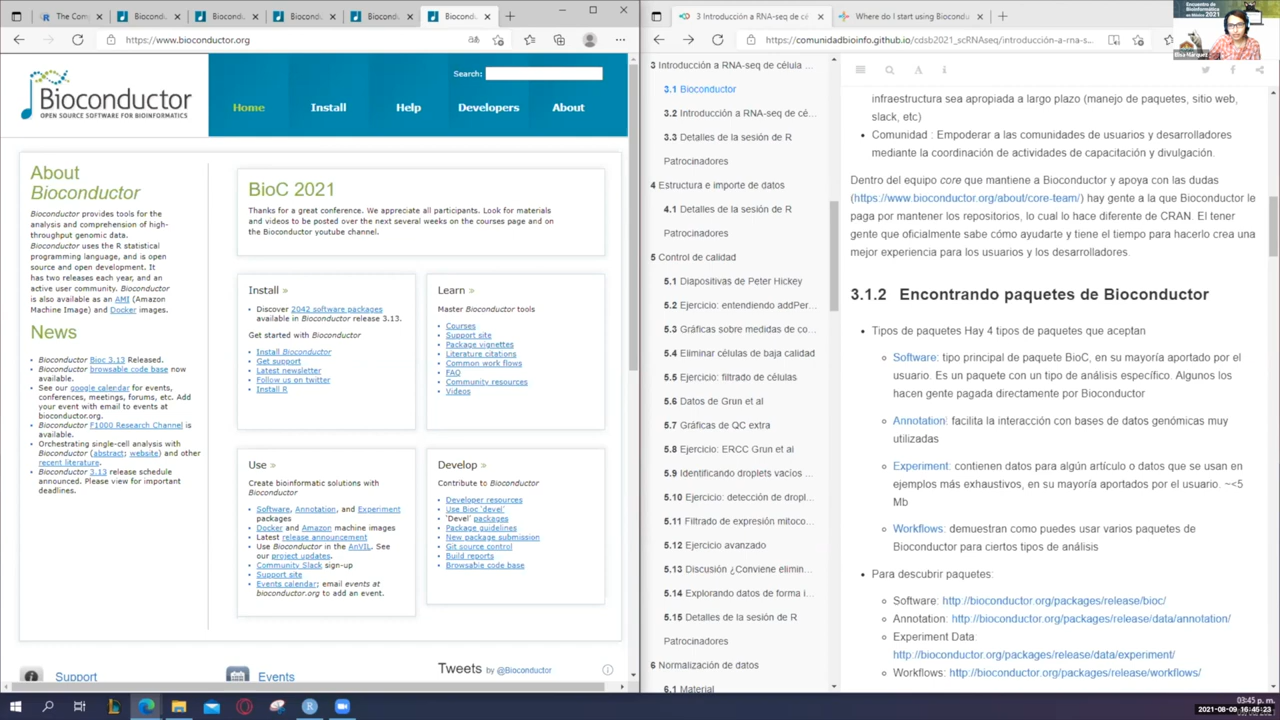 The Com
Bioconduc
Bioconduc
Bioconduc
Bioconduc
Bioconduc
https://www.bioconductor.org
Bioconductor
OPEN SOURCE SOFTWARE FOR BIOINFORMATICS
Search:
Home
Install
Help
Developers
About
About
Bioconductor
Bioconductor provides tools for the
analysis and comprehension of high-
throughput genomic data.
Bioconductor uses the R statistical
programming language, and is open
source and open development. It
has two releases each year, and an
active user community. Bioconductor
is also available as an AMI (Amazon
Machine Image) and Docker images.
News
Bioconductor Bioc 3.13 Released.
Bioconductor browsable code base now
available.
See our google calendar for events,
conferences, meetings, forums, etc. Add
your event with email to events at
bioconductor.org.
Bioconductor F1000 Research Channel is
available.
Orchestrating single-cell analysis with
Bioconductor (abstract; website) and other
recent literature.
Bioconductor 3.13 release schedule
announced. Please view for important
deadlines.
BioC 2021
Thanks for a great conference. We appreciate all participants. Look for materials
and videos to be posted over the next several weeks on the courses page and on
the Bioconductor youtube channel.
Install »
Discover 2042 software packages
available in Bioconductor release 3.13.
Get started with Bioconductor
Install Bioconductor
Get support
Latest newsletter
Follow us on twitter
Install R
Learn »
Master Bioconductor tools
Courses
Support site
Package vignettes
Literature citations
Common work flows
FAQ
Community resources
Videos
Use »
Create bioinformatic solutions with
Bioconductor
Software, Annotation, and Experiment
packages
Docker and Amazon machine images
Latest release announcement
Use Bioconductor in the AnVIL. See
our project updates.
Community Slack sign-up
Support site
Events calendar; email events at
bioconductor.org to add an event.
Develop »
Contribute to Bioconductor
Developer resources
Use Bioc 'devel'
'Devel' packages
Package guidelines
New package submission
Git source control
Build reports
Browsable code base
Support
Events
Tweets by @Bioconductor
3 Introducción a RNA-seq de cé
Where do I start using Bioconduc
https://comunidadbioinfo.github.io/cdsb2021_scRNAseq/introducción-a-rna-s...
Encuentro de
Bioinformática
en México 2021
Elisa Márquez
3 Introducción a RNA-seq de célula ...
3.1 Bioconductor
3.2 Introducción a RNA-seq de cé...
3.3 Detalles de la sesión de R
Patrocinadores
4 Estructura e importe de datos
4.1 Detalles de la sesión de R
Patrocinadores
5 Control de calidad
5.1 Diapositivas de Peter Hickey
5.2 Ejercicio: entendiendo addPer...
5.3 Gráficas sobre medidas de co...
5.4 Eliminar células de baja calidad
5.5 Ejercicio: filtrado de células
5.6 Datos de Grun et al
5.7 Gráficas de QC extra
5.8 Ejercicio: ERCC Grun et al
5.9 Identificando droplets vacíos ...
5.10 Ejercicio: detección de dropl...
5.11 Filtrado de expresión mitoco...
5.12 Ejercicio avanzado
5.13 Discusión ¿Conviene elimin...
5.14 Explorando datos de forma i...
5.15 Detalles de la sesión de R
Patrocinadores
6 Normalización de datos
6.1 Material
infraestructura sea apropiada a largo plazo (manejo de paquetes, sitio web,
slack, etc)
Comunidad : Empoderar a las comunidades de usuarios y desarrolladores
mediante la coordinación de actividades de capacitación y divulgación.
Dentro del equipo core que mantiene a Bioconductor y apoya con las dudas
(https://www.bioconductor.org/about/core-team/) hay gente a la que Bioconductor le
paga por mantener los repositorios, lo cual lo hace diferente de CRAN. El tener
gente que oficialmente sabe cómo ayudarte y tiene el tiempo para hacerlo crea una
mejor experiencia para los usuarios y los desarrolladores.
3.1.2 Encontrando paquetes de Bioconductor
Tipos de paquetes Hay 4 tipos de paquetes que aceptan
Software: tipo principal de paquete BioC, en su mayoría aportado por el
usuario. Es un paquete con un tipo de análisis específico. Algunos los
hacen gente pagada directamente por Bioconductor
Annotation: facilita la interacción con bases de datos genómicas muy
utilizadas
Experiment: contienen datos para algún artículo o datos que se usan en
ejemplos más exhaustivos, en su mayoría aportados por el usuario. ~<5
Mb
Workflows: demuestran como puedes usar varios paquetes de
Bioconductor para ciertos tipos de análisis
Para descubrir paquetes:
Software: http://bioconductor.org/packages/release/bioc/
Annotation: http://bioconductor.org/packages/release/data/annotation/
Experiment Data:
http://bioconductor.org/packages/release/data/experiment/
Workflows: http://bioconductor.org/packages/release/workflows/
03:45 p. m.
2021-08-09 16:45:23